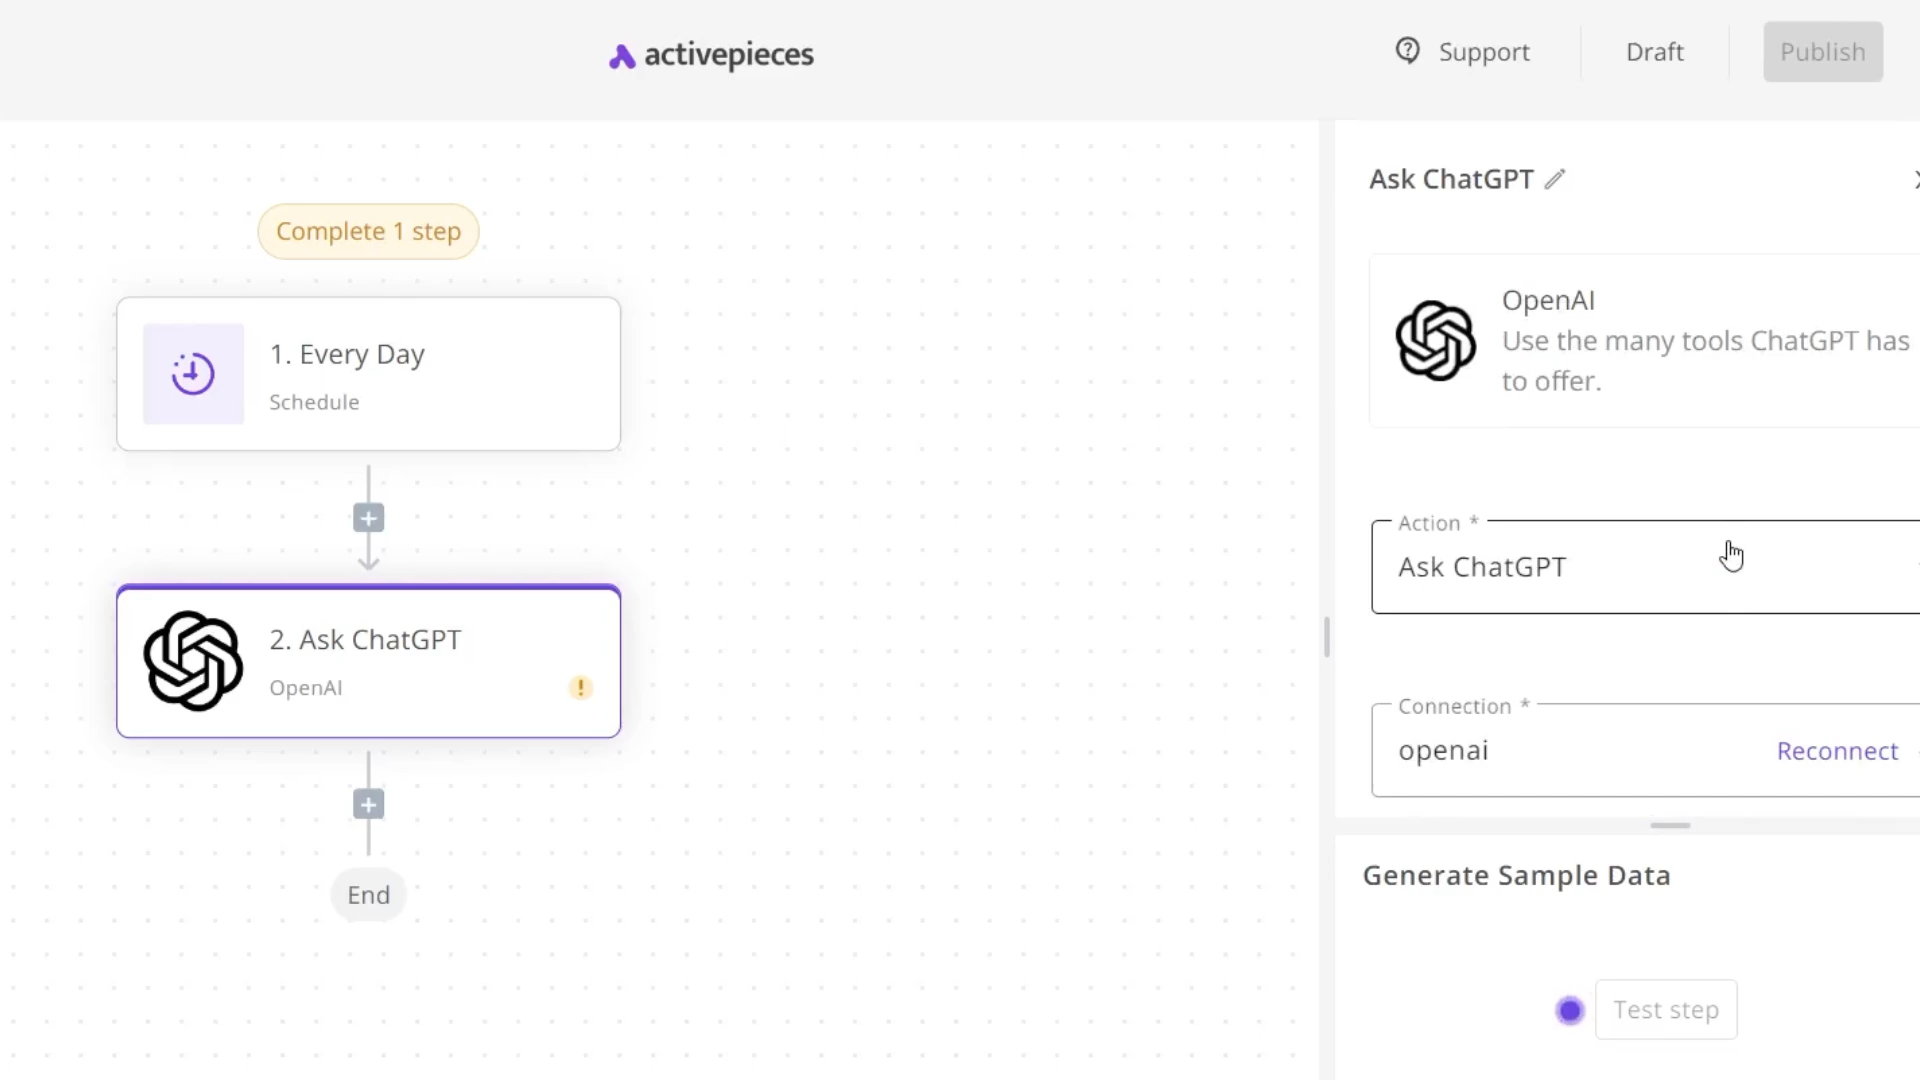 activepieces
Support
Draft
Publish
Complete 1 step
1. Every Day
Schedule
2. Ask ChatGPT
OpenAI
!
End
Ask ChatGPT
OpenAI
Use the many tools ChatGPT has
to offer.
Action *
Ask ChatGPT
Connection *
openai
Reconnect
Generate Sample Data
Test step